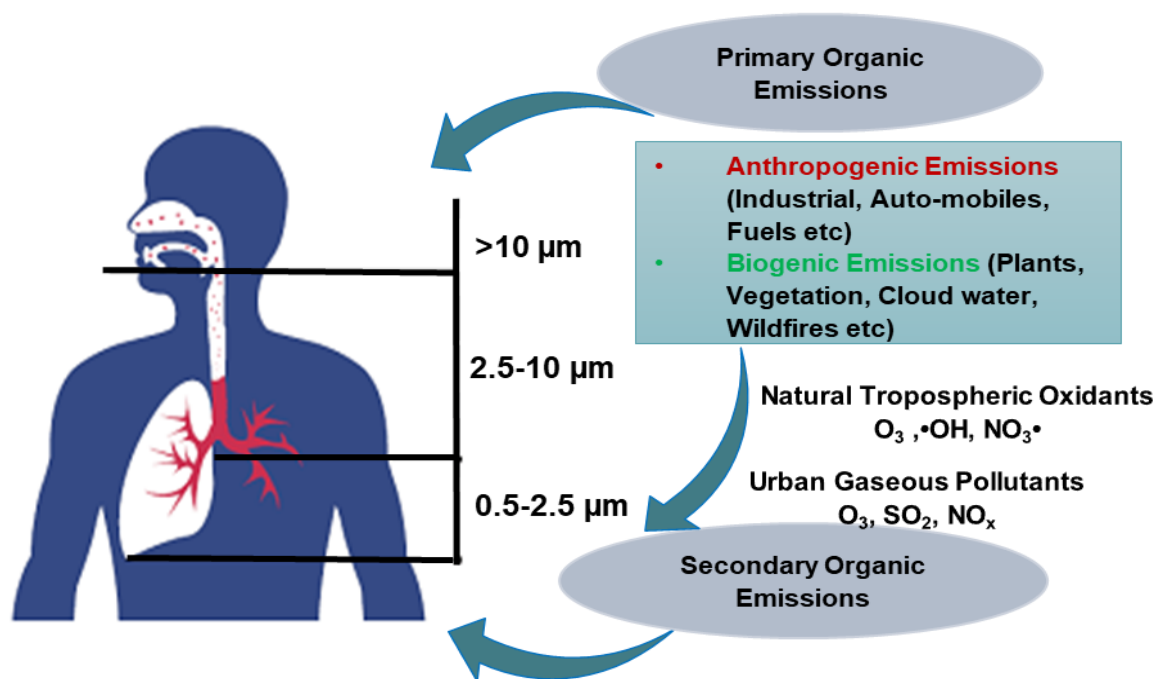 Primary Organic
Emissions
• Anthropogenic Emissions
(Industrial, Auto-mobiles,
Fuels etc)
• Biogenic Emissions (Plants,
Vegetation, Cloud water,
Wildfires etc)
>10 µm
2.5-10 µm
0.5-2.5 µm
Natural Tropospheric Oxidants
O₃ ,•OH, NO₃•
Urban Gaseous Pollutants
O₃, SO₂, NOₓ
Secondary Organic
Emissions